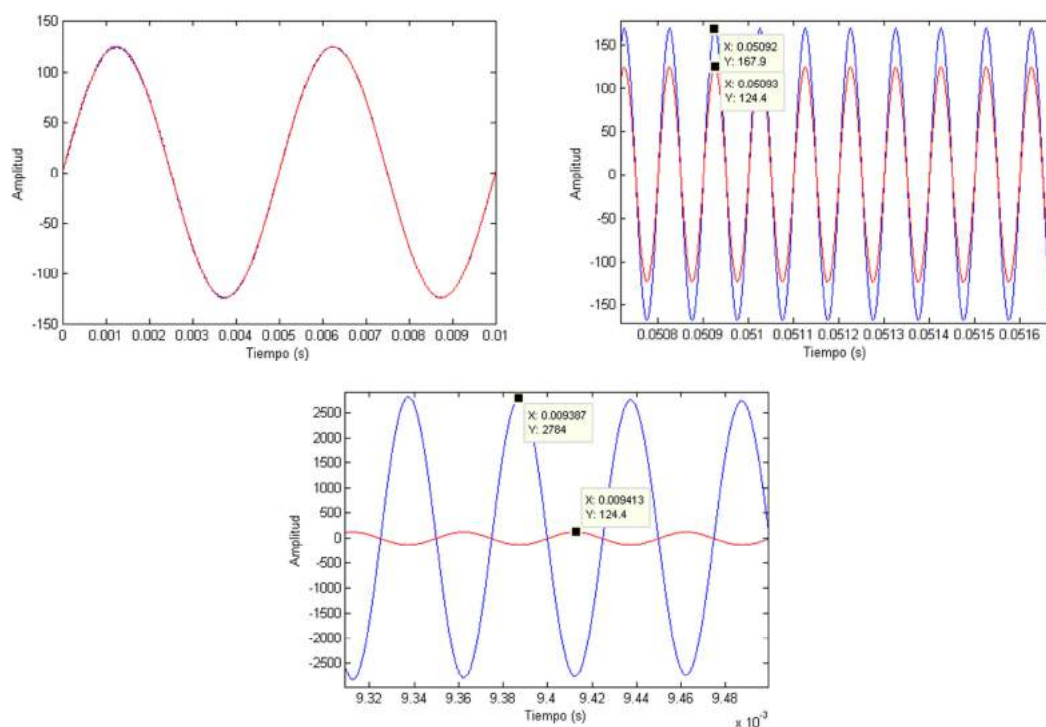 150
100
50
0
-50
-100
-150
Amplitud
0 0.001 0.002 0.003 0.004 0.005 0.006 0.007 0.008 0.009 0.01
Tiempo (s)
150
100
50
0
-50
-100
-150
Amplitud
X: 0.05092
Y: 167.9
X: 0.05093
Y: 124.4
0.0508 0.0509 0.051 0.0511 0.0512 0.0513 0.0514 0.0515 0.0516
Tiempo (s)
2500
2000
1500
1000
500
0
-500
-1000
-1500
-2000
-2500
Amplitud
X: 0.009387
Y: 2784
X: 0.009413
Y: 124.4
9.32 9.34 9.36 9.38 9.4 9.42 9.44 9.46 9.48
Tiempo (s)
x 10⁻³